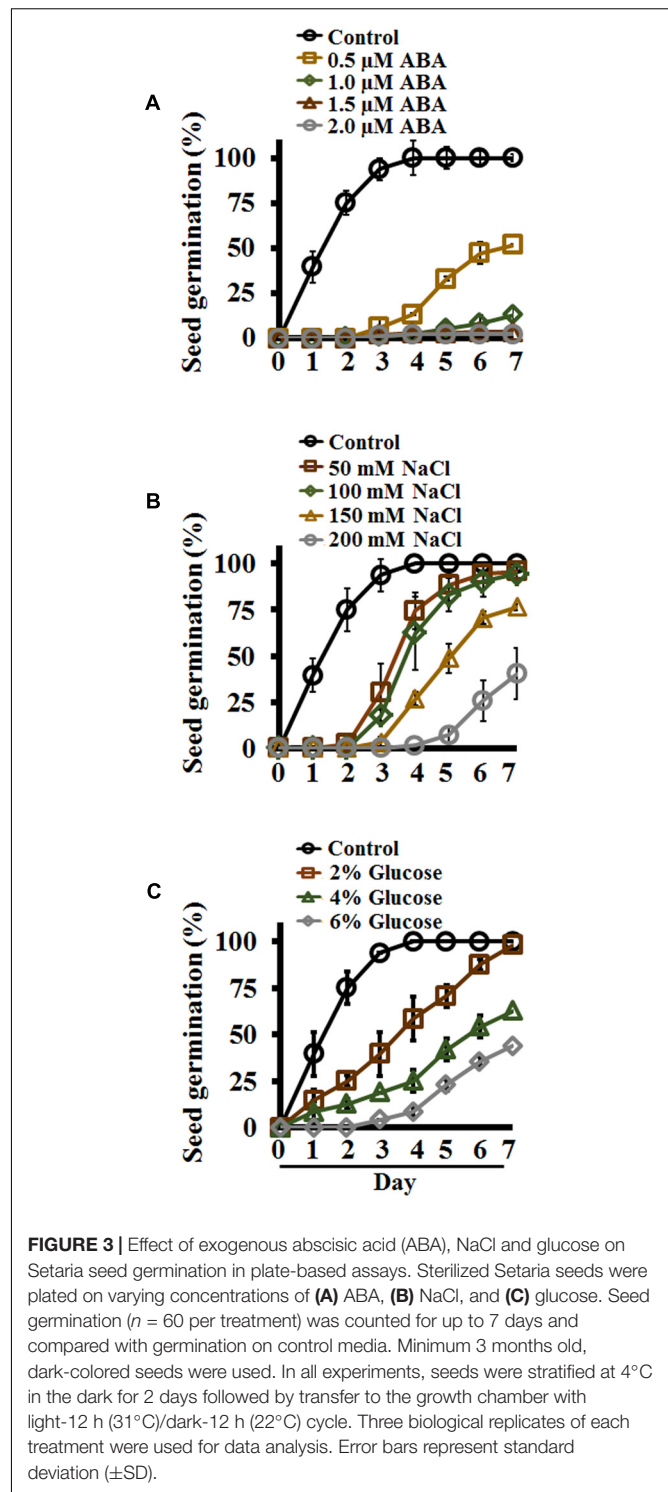 Control
0.5 µM ABA
1.0 µM ABA
1.5 µM ABA
2.0 µM ABA
A
Seed germination (%)
100
75
50
25
0
0 1 2 3 4 5 6 7
Control
50 mM NaCl
100 mM NaCl
150 mM NaCl
200 mM NaCl
B
Seed germination (%)
100
75
50
25
0
0 1 2 3 4 5 6 7
Control
2% Glucose
4% Glucose
6% Glucose
C
Seed germination (%)
100
75
50
25
0
0 1 2 3 4 5 6 7
Day
FIGURE 3 | Effect of exogenous abscisic acid (ABA), NaCl and glucose on
Setaria seed germination in plate-based assays. Sterilized Setaria seeds were
plated on varying concentrations of (A) ABA, (B) NaCl, and (C) glucose. Seed
germination (n = 60 per treatment) was counted for up to 7 days and
compared with germination on control media. Minimum 3 months old,
dark-colored seeds were used. In all experiments, seeds were stratified at 4°C
in the dark for 2 days followed by transfer to the growth chamber with
light-12 h (31°C)/dark-12 h (22°C) cycle. Three biological replicates of each
treatment were used for data analysis. Error bars represent standard
deviation (±SD).